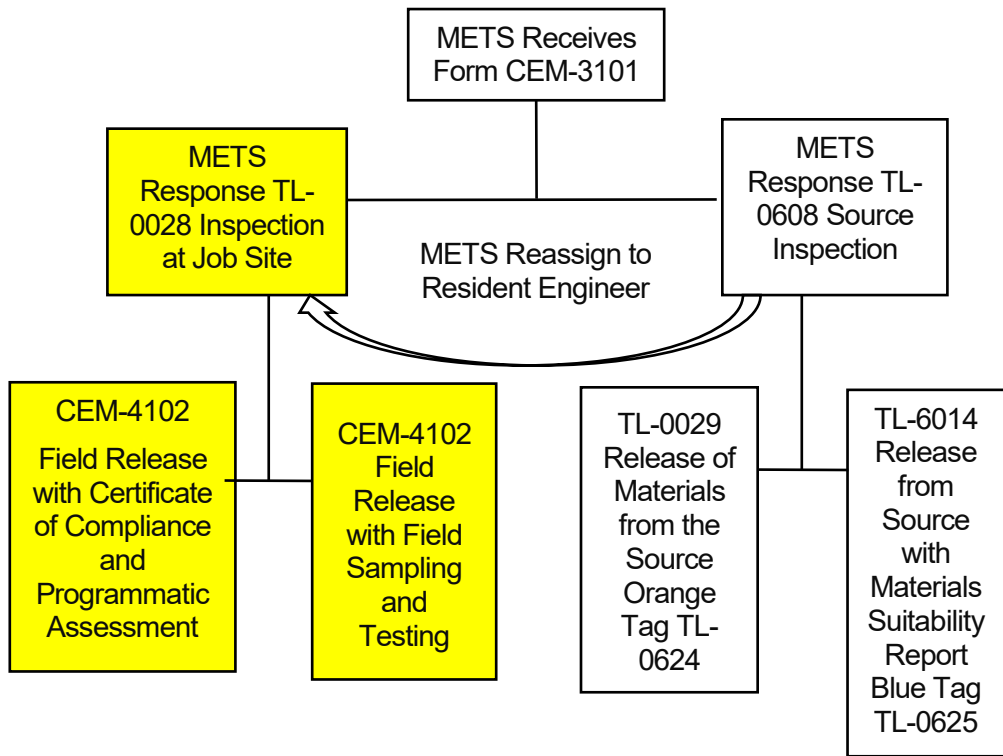 METS Receives
Form CEM-3101
METS
Response TL-
0028 Inspection
at Job Site
METS
Response TL-
0608 Source
Inspection
METS Reassign to
Resident Engineer
CEM-4102
Field Release
with Certificate
of Compliance
and
Programmatic
Assessment
CEM-4102
Field
Release
with Field
Sampling
and
Testing
TL-0029
Release of
Materials
from the
Source
Orange
Tag TL-
0624
TL-6014
Release
from
Source
with
Materials
Suitability
Report
Blue Tag
TL-0625